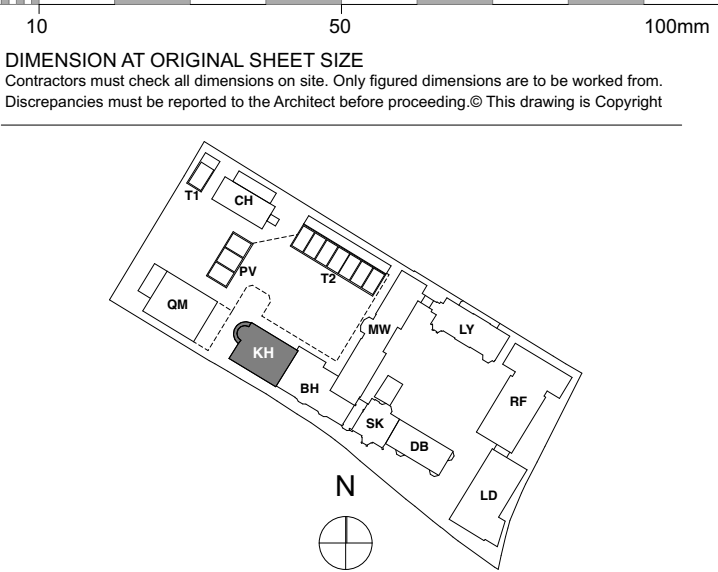 10 50 100mm
DIMENSION AT ORIGINAL SHEET SIZE
Contractors must check all dimensions on site. Only figured dimensions are to be worked from.
Discrepancies must be reported to the Architect before proceeding.© This drawing is Copyright
T1
CH
PV
T2
QM
MW
LY
KH
BH
RF
SK
DB
LD
N